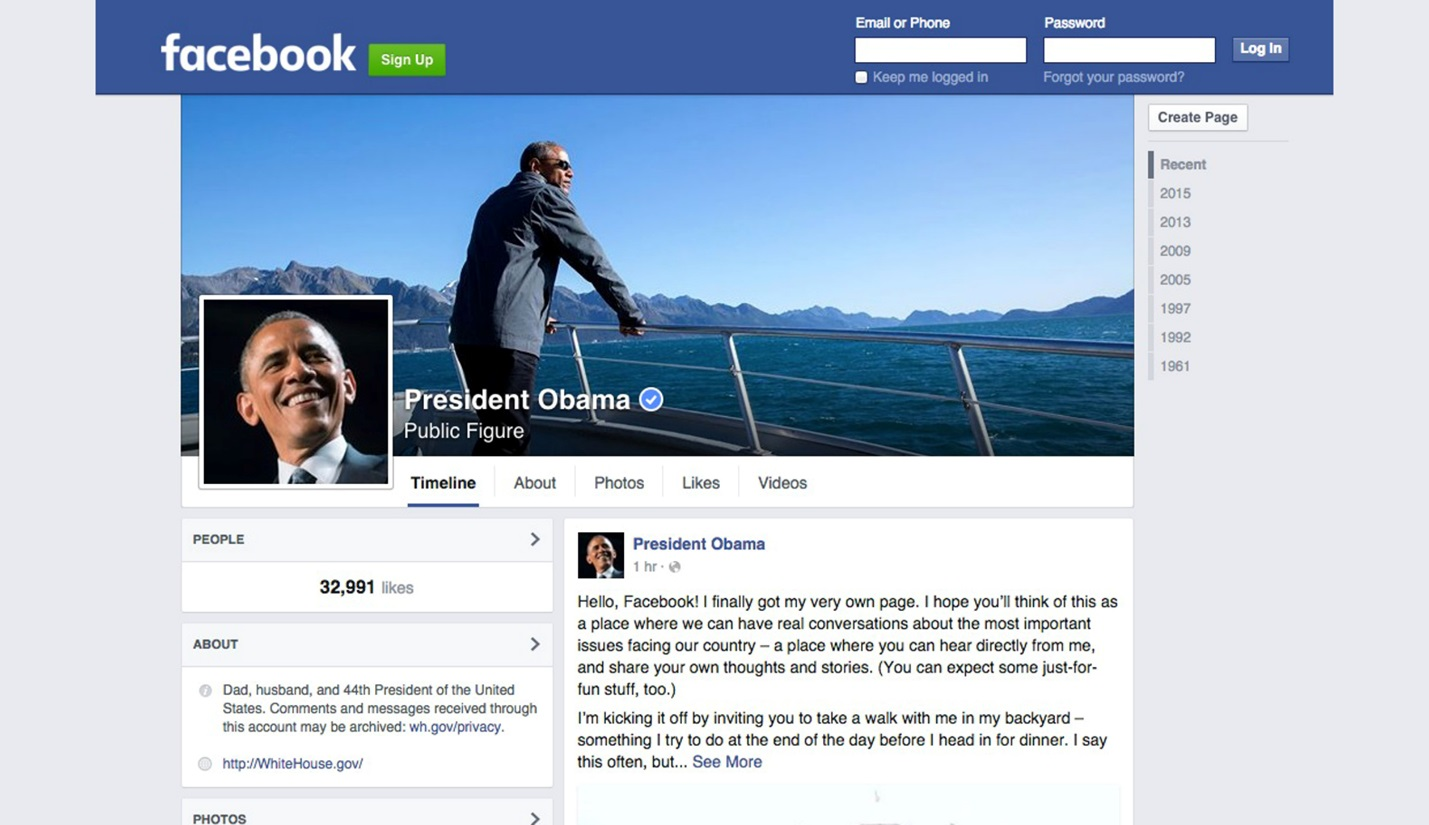 facebook
Sign Up
Email or Phone
Password
Log In
Keep me logged in
Forgot your password?
Create Page
Recent
2015
2013
2009
2005
1997
1992
1961
President Obama
Public Figure
Timeline
About
Photos
Likes
Videos
PEOPLE
32,991 likes
ABOUT
Dad, husband, and 44th President of the United
States. Comments and messages received through
this account may be archived: wh.gov/privacy.
http://WhiteHouse.gov/
PHOTOS
President Obama
1 hr ·
Hello, Facebook! I finally got my very own page. I hope you’ll think of this as
a place where we can have real conversations about the most important
issues facing our country – a place where you can hear directly from me,
and share your own thoughts and stories. (You can expect some just-for-
fun stuff, too.)
I’m kicking it off by inviting you to take a walk with me in my backyard –
something I try to do at the end of the day before I head in for dinner. I say
this often, but... See More